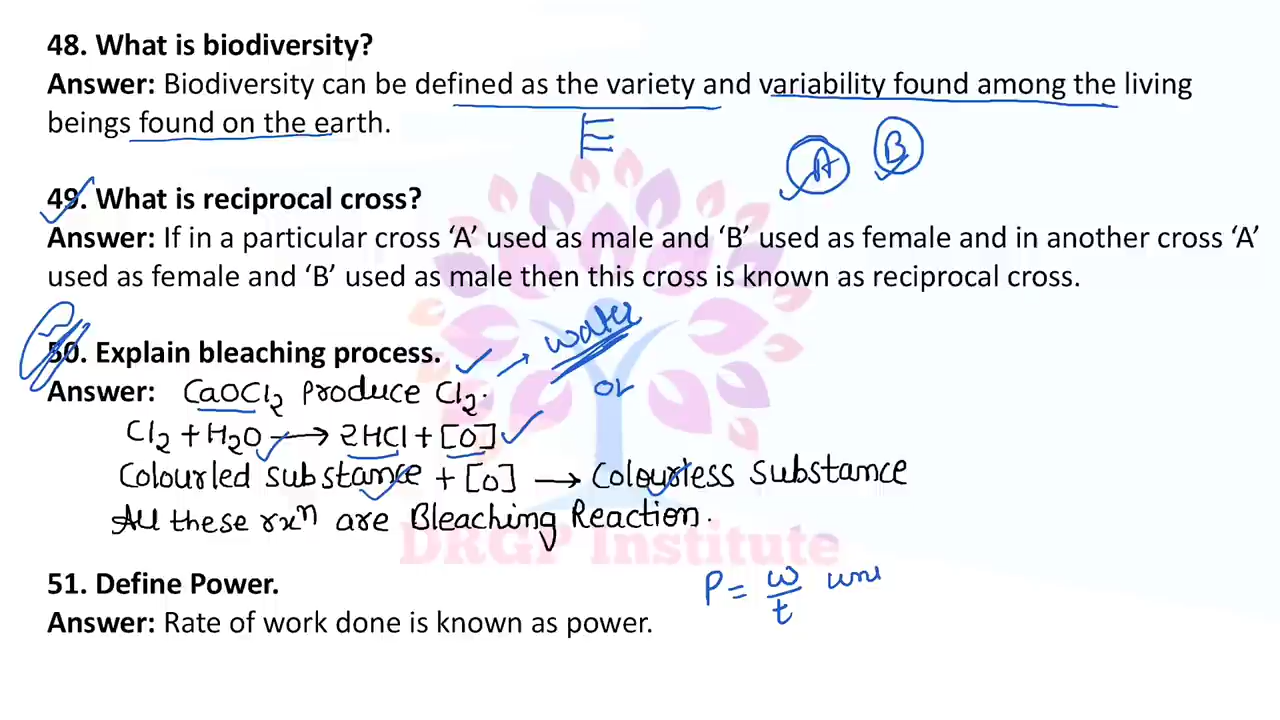 48. What is biodiversity?
Answer: Biodiversity can be defined as the variety and variability found among the living
beings found on the earth.
A B
49. What is reciprocal cross?
Answer: If in a particular cross ‘A’ used as male and ‘B’ used as female and in another cross ‘A’
used as female and ‘B’ used as male then this cross is known as reciprocal cross.
water
50. Explain bleaching process.
or
Answer: CaOCl₂ produce Cl₂.
Cl₂ + H₂O → 2HCl + [O]
Colourled substance + [O] → Colourless substance
All these rxⁿ are Bleaching Reaction.
DRGP Institute
51. Define Power.
P = w/t
Answer: Rate of work done is known as power.